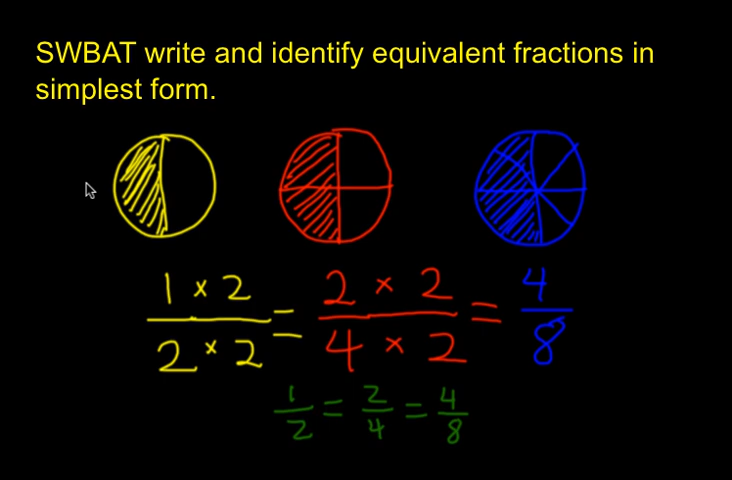 SWBAT write and identify equivalent fractions in
simplest form.
1 × 2 / 2 × 2 = 2 × 2 / 4 × 2 = 4 / 8
1/2 = 2/4 = 4/8